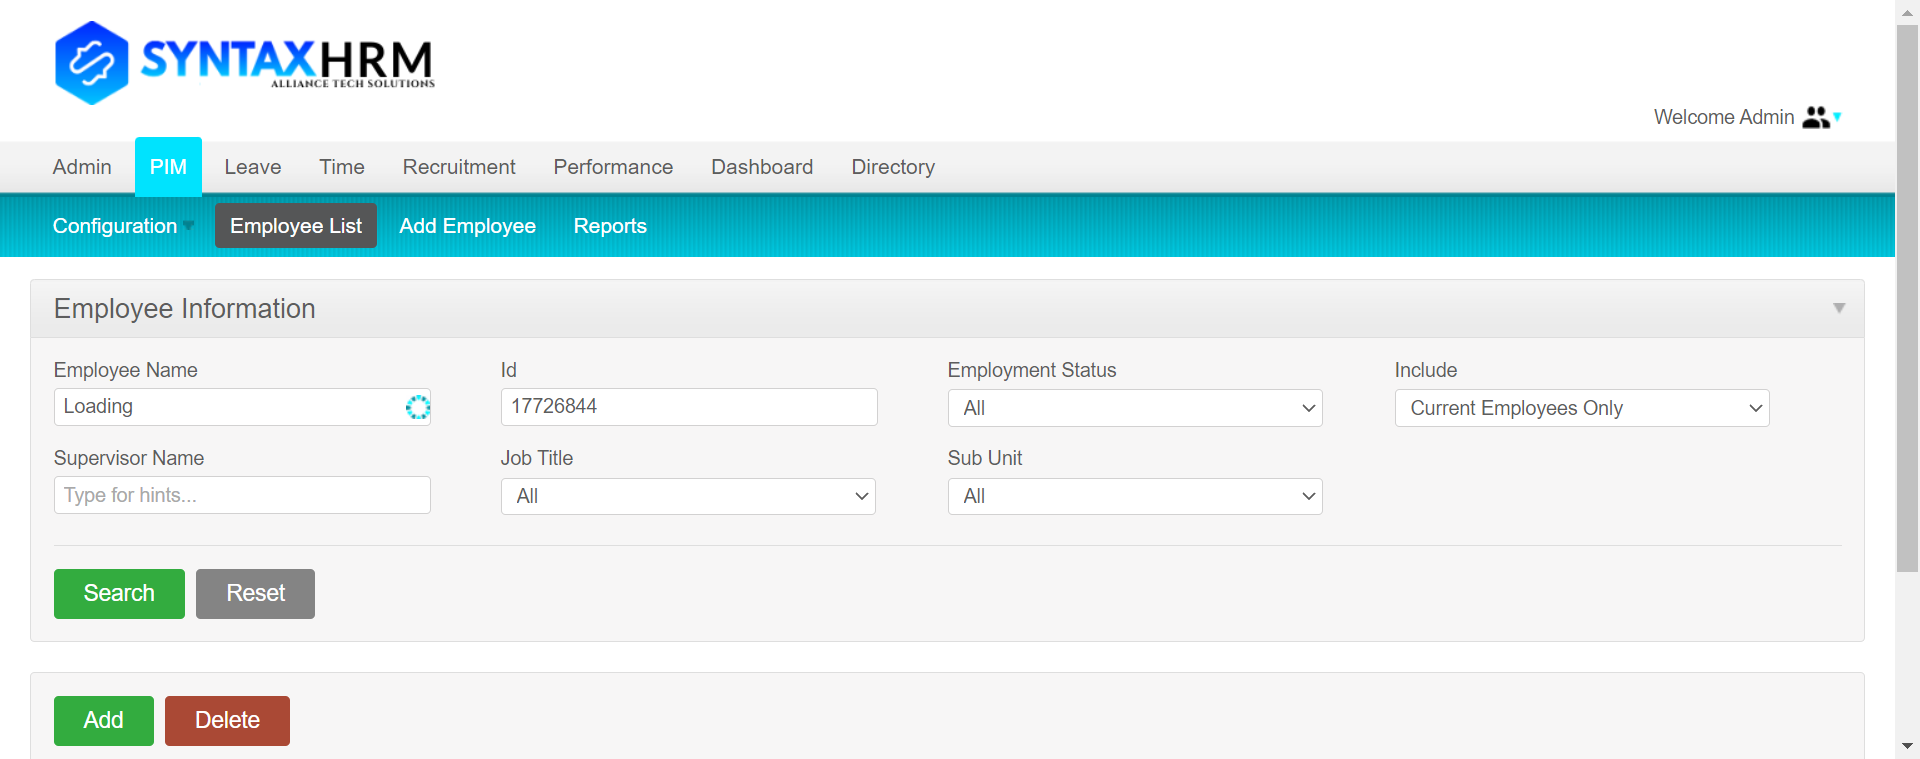 SYNTAXHRM
ALLIANCE TECH SOLUTIONS
Welcome Admin
Admin PIM Leave Time Recruitment Performance Dashboard Directory
Configuration Employee List Add Employee Reports
Employee Information
Employee Name Id Employment Status Include
Loading 17726844 All Current Employees Only
Supervisor Name Job Title Sub Unit
Type for hints... All All
Search Reset
Add Delete